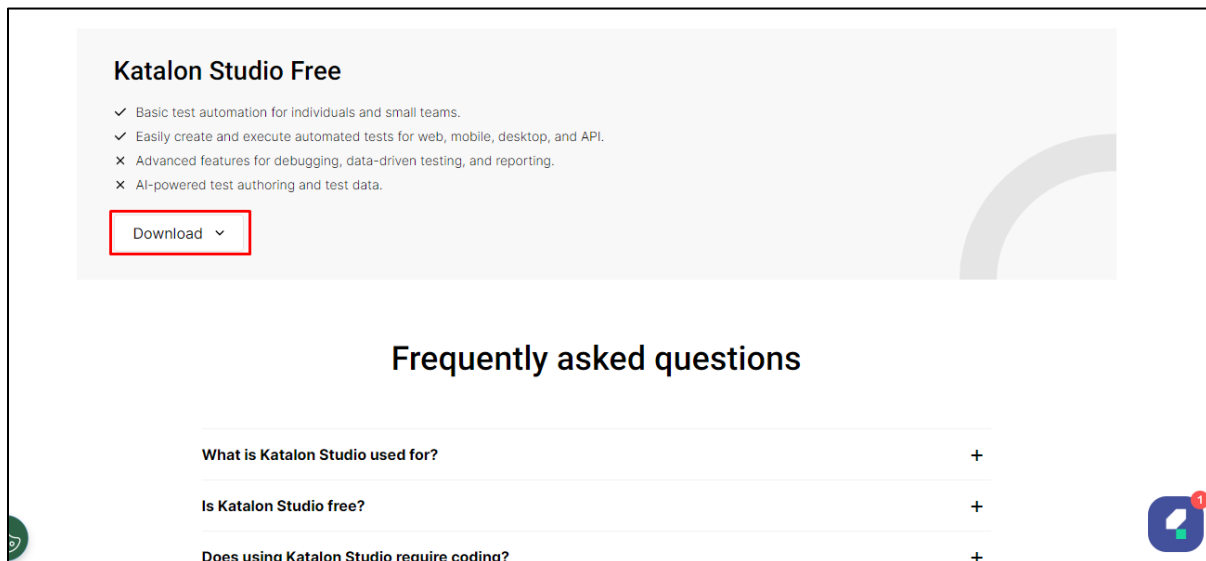 Katalon Studio Free
Basic test automation for individuals and small teams.
Easily create and execute automated tests for web, mobile, desktop, and API.
Advanced features for debugging, data-driven testing, and reporting.
AI-powered test authoring and test data.
Download
Frequently asked questions
What is Katalon Studio used for?
Is Katalon Studio free?
Does using Katalon Studio require coding?
1